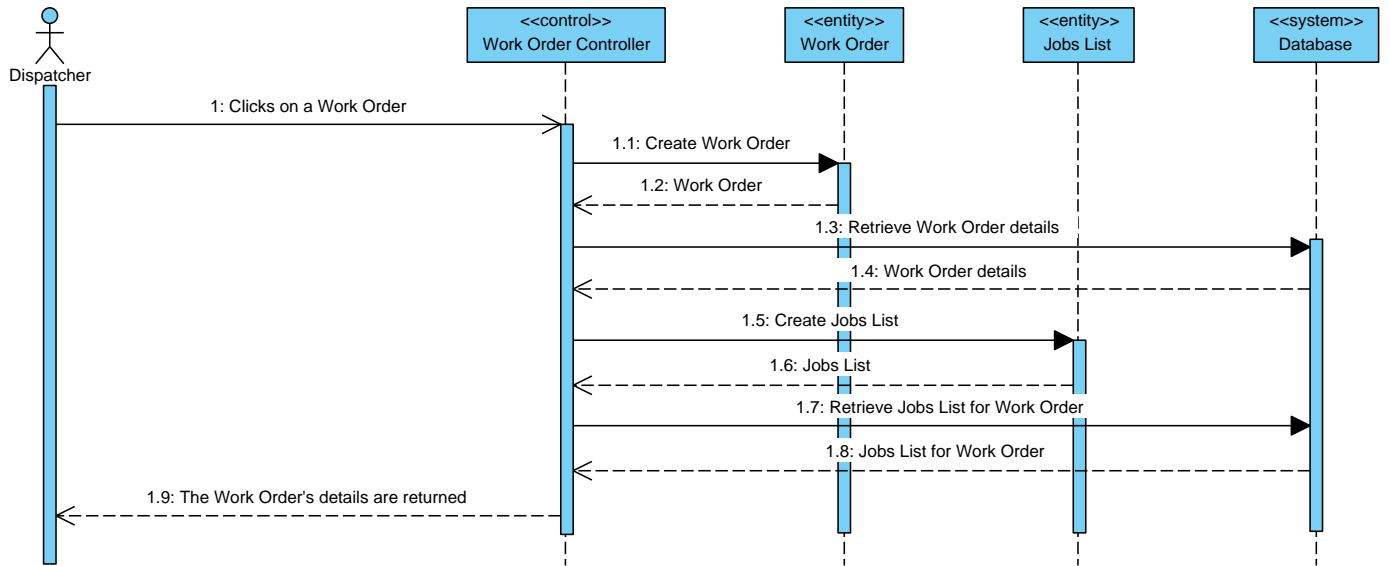 <<control>>
Work Order Controller
<<entity>>
Work Order
<<entity>>
Jobs List
<<system>>
Database
Dispatcher
1: Clicks on a Work Order
1.1: Create Work Order
1.2: Work Order
1.3: Retrieve Work Order details
1.4: Work Order details
1.5: Create Jobs List
1.6: Jobs List
1.7: Retrieve Jobs List for Work Order
1.8: Jobs List for Work Order
1.9: The Work Order's details are returned